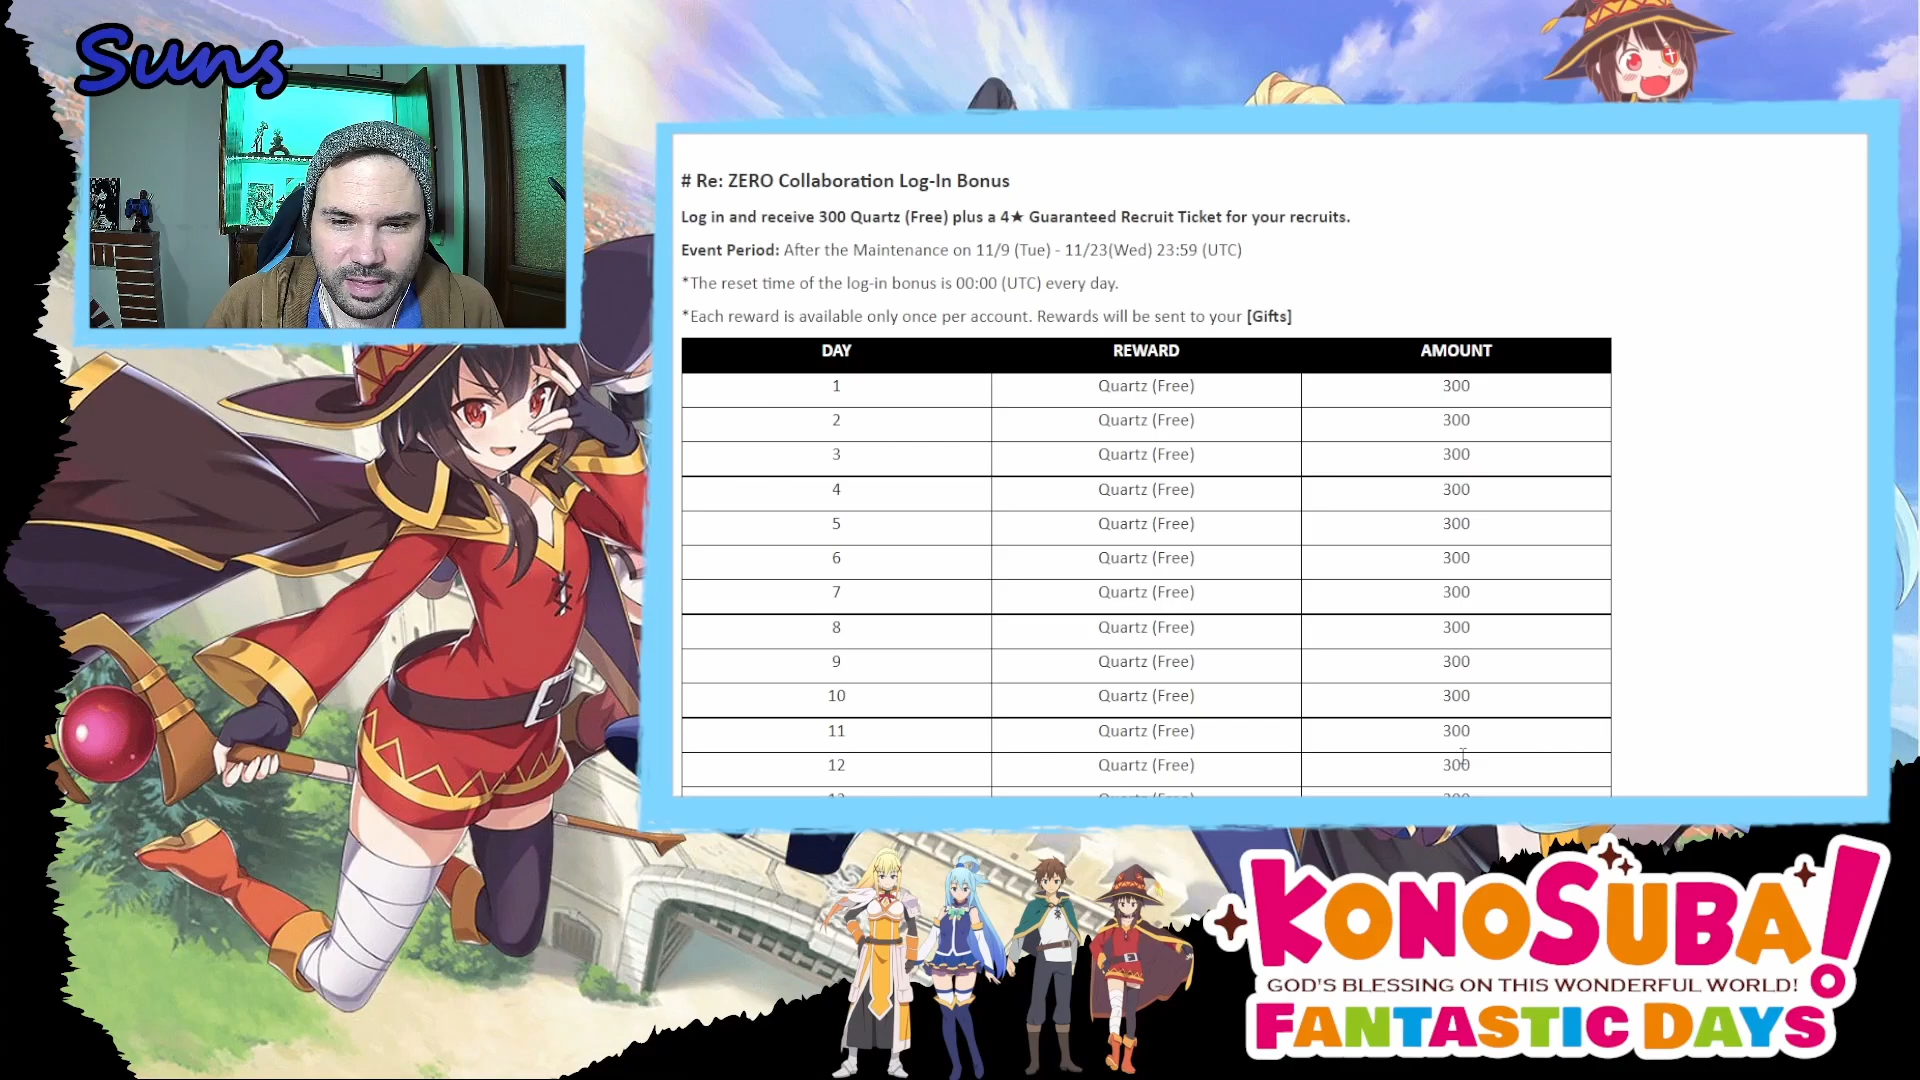 Suns
# Re: ZERO Collaboration Log-In Bonus
Log in and receive 300 Quartz (Free) plus a 4★ Guaranteed Recruit Ticket for your recruits.
Event Period: After the Maintenance on 11/9 (Tue) - 11/23(Wed) 23:59 (UTC)
*The reset time of the log-in bonus is 00:00 (UTC) every day.
*Each reward is available only once per account. Rewards will be sent to your [Gifts]
DAY REWARD AMOUNT
1 Quartz (Free) 300
2 Quartz (Free) 300
3 Quartz (Free) 300
4 Quartz (Free) 300
5 Quartz (Free) 300
6 Quartz (Free) 300
7 Quartz (Free) 300
8 Quartz (Free) 300
9 Quartz (Free) 300
10 Quartz (Free) 300
11 Quartz (Free) 300
12 Quartz (Free) 300
KONOSUBA!
GOD'S BLESSING ON THIS WONDERFUL WORLD!
FANTASTIC DAYS